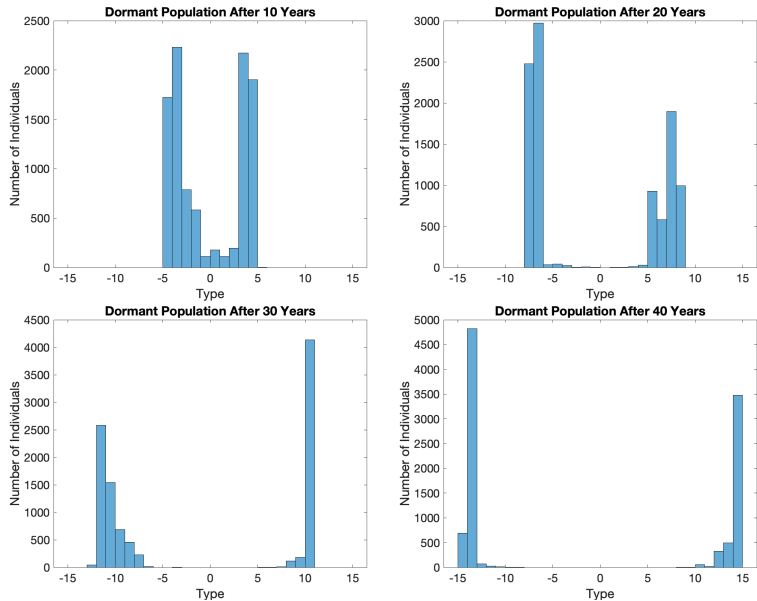 Dormant Population After 10 Years
2500
2000
1500
1000
500
0
Number of Individuals
-15 -10 -5 0 5 10 15
Type
Dormant Population After 20 Years
3000
2500
2000
1500
1000
500
0
Number of Individuals
-15 -10 -5 0 5 10 15
Type
Dormant Population After 30 Years
4500
4000
3500
3000
2500
2000
1500
1000
500
0
Number of Individuals
-15 -10 -5 0 5 10 15
Type
Dormant Population After 40 Years
5000
4500
4000
3500
3000
2500
2000
1500
1000
500
0
Number of Individuals
-15 -10 -5 0 5 10 15
Type